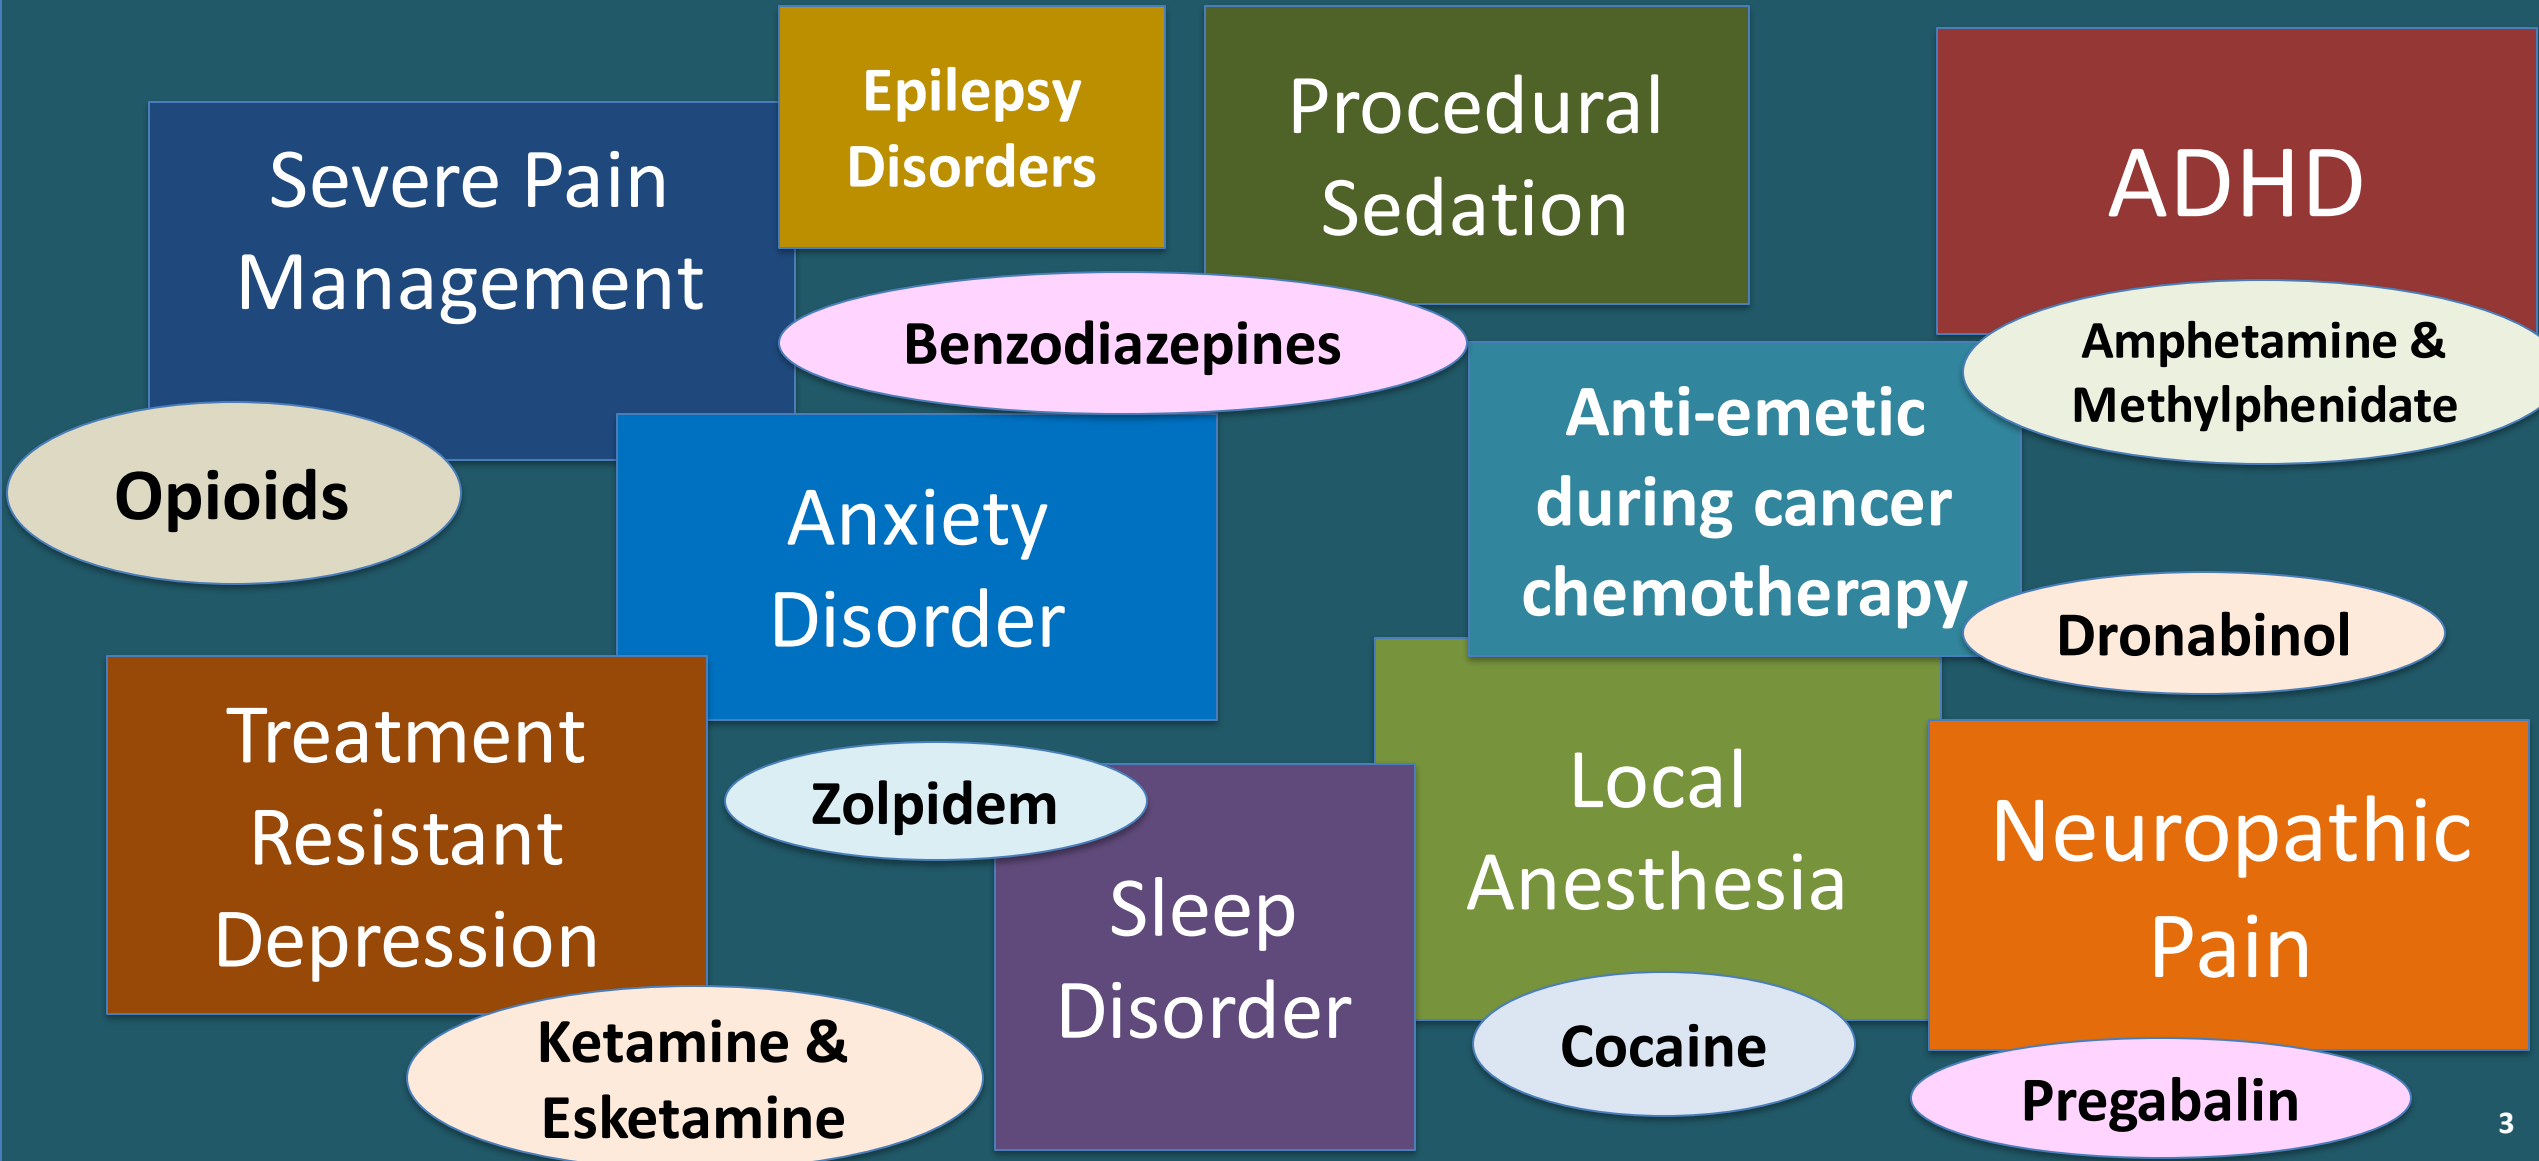 Epilepsy
Disorders
Procedural
Sedation
ADHD
Severe Pain
Management
Benzodiazepines
Amphetamine &
Methylphenidate
Opioids
Anxiety
Disorder
Anti-emetic
during cancer
chemotherapy
Dronabinol
Treatment
Resistant
Depression
Zolpidem
Local
Anesthesia
Neuropathic
Pain
Sleep
Disorder
Ketamine &
Esketamine
Cocaine
Pregabalin
3